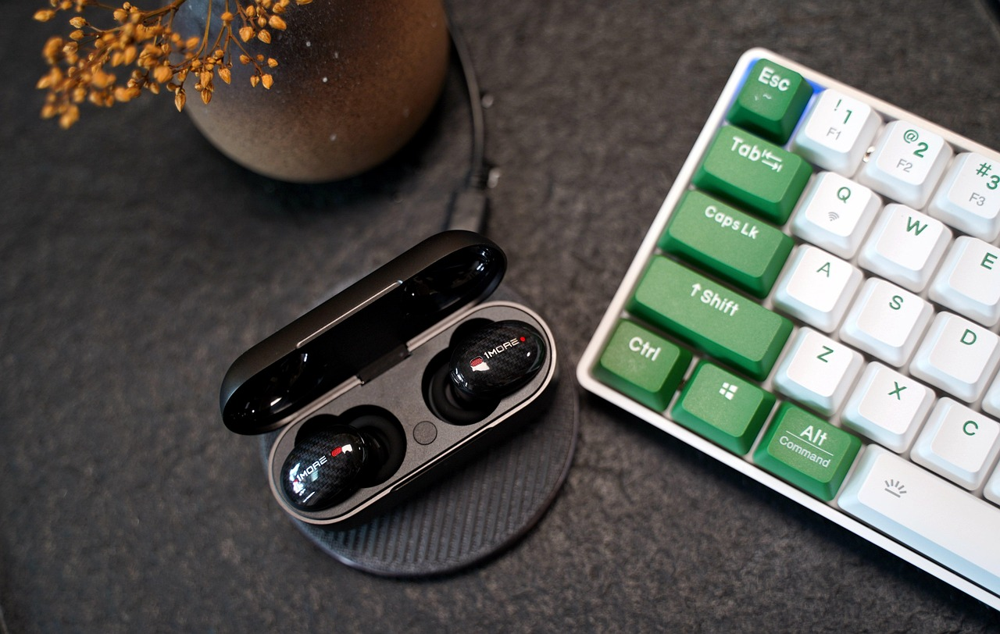 Esc
~
!
1
F1
@
2
F2
#
3
F3
Tab
Q
W
E
Caps Lk
A
S
D
↑ Shift
Z
X
C
Ctrl
Alt
Command
1MORE
1MORE